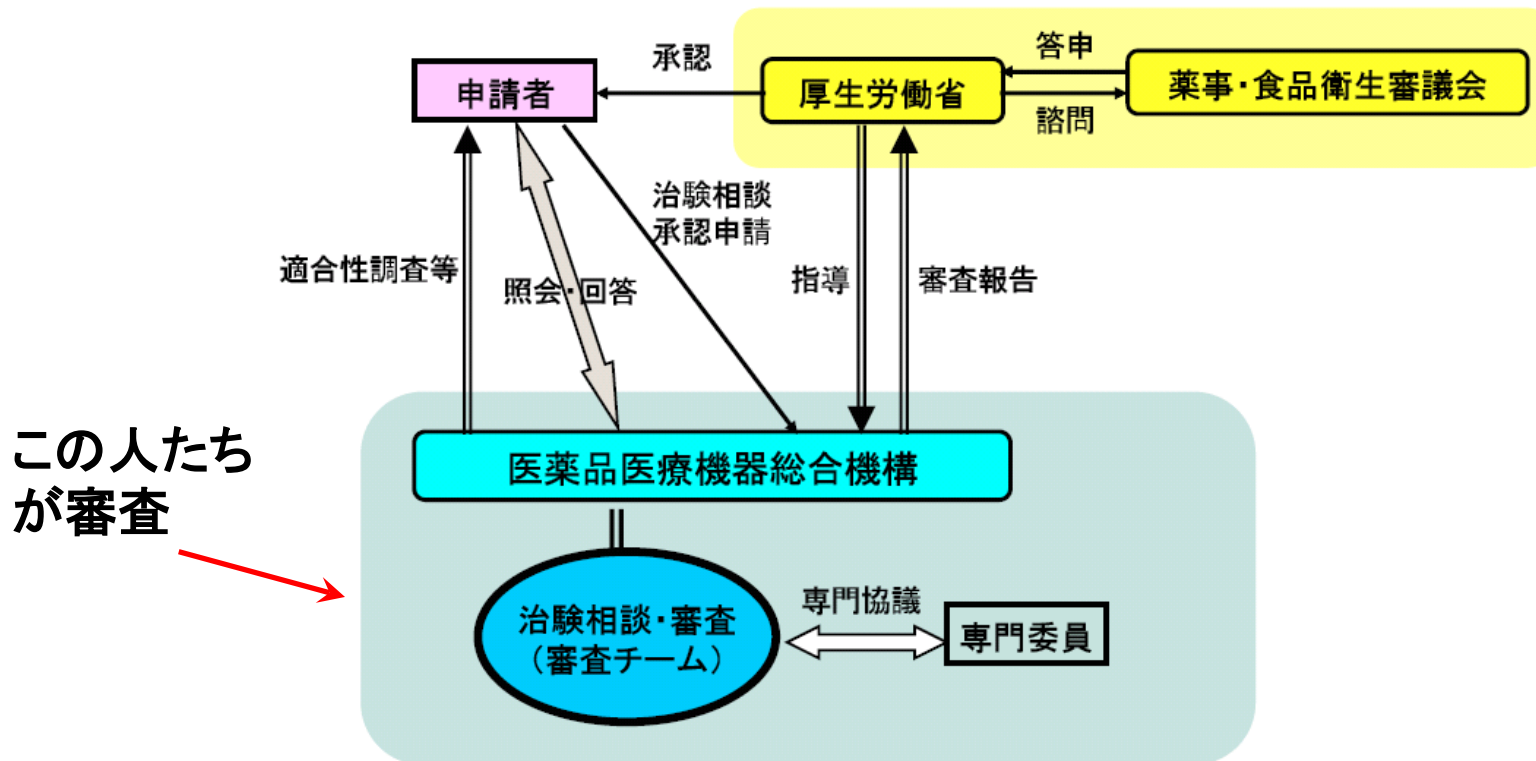 承認
答申
申請者
厚生労働省
薬事・食品衛生審議会
諮問
治験相談
承認申請
適合性調査等
照会・回答
指導
審査報告
この人たち
が審査
医薬品医療機器総合機構
治験相談・審査
（審査チーム）
専門協議
専門委員